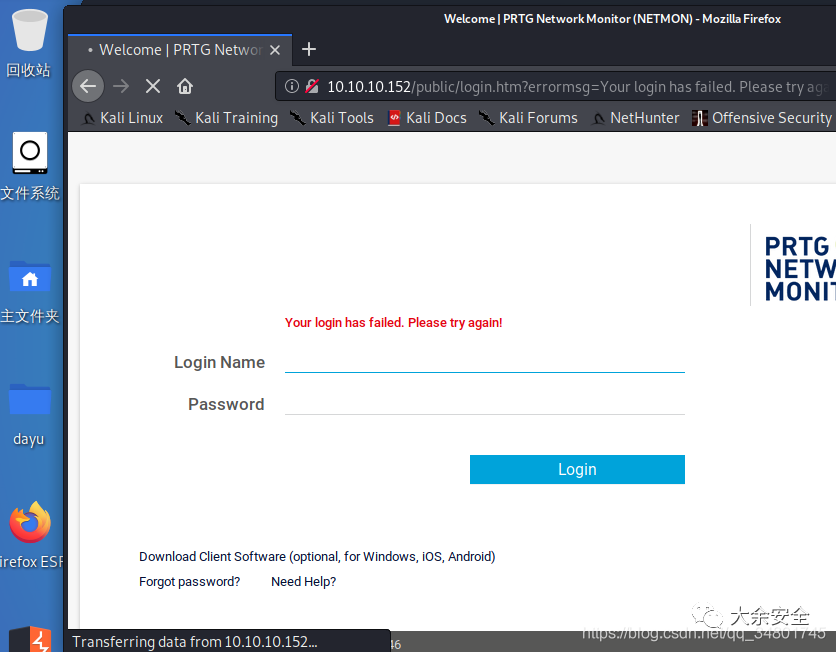 Welcome | PRTG Network Monitor (NETMON) - Mozilla Firefox
Welcome | PRTG Networ
回收站
10.10.10.152/public/login.htm?errormsg=Your login has failed. Please try aga
Kali Linux Kali Training Kali Tools Kali Docs Kali Forums NetHunter Offensive Security
文件系统
PRTG
NETW
MONIT
主文件夹
Your login has failed. Please try again!
Login Name
Password
dayu
Login
irefox ESR
Download Client Software (optional, for Windows, iOS, Android)
Forgot password? Need Help?
大余安全
https://blog.csdn.net/qq_34801745
Transferring data from 10.10.10.152...
46